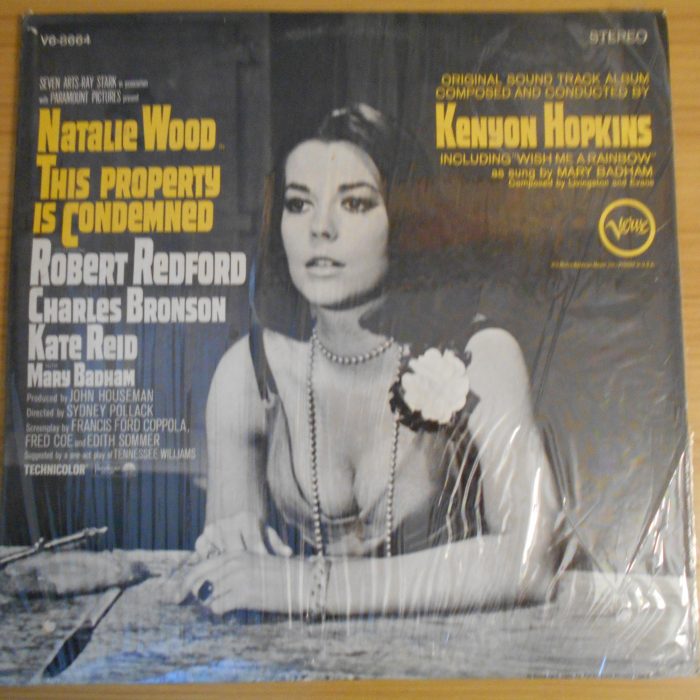 V6-8664
STEREO
SEVEN ARTS-RAY STARK in association
with PARAMOUNT PICTURES present
NATALIE WOOD in
THIS PROPERTY
IS CONDEMNED
ROBERT REDFORD
CHARLES BRONSON
KATE REID
WITH
MARY BADHAM
Produced by JOHN HOUSEMAN
Directed by SYDNEY POLLACK
Screenplay by FRANCIS FORD COPPOLA,
FRED COE and EDITH SOMMER
Suggested by a one-act play of TENNESSEE WILLIAMS
TECHNICOLOR
ORIGINAL SOUND TRACK ALBUM
COMPOSED AND CONDUCTED BY
KENYON HOPKINS
INCLUDING "WISH ME A RAINBOW"
as sung by MARY BADHAM
Composed by Livingston and Evans
Verve